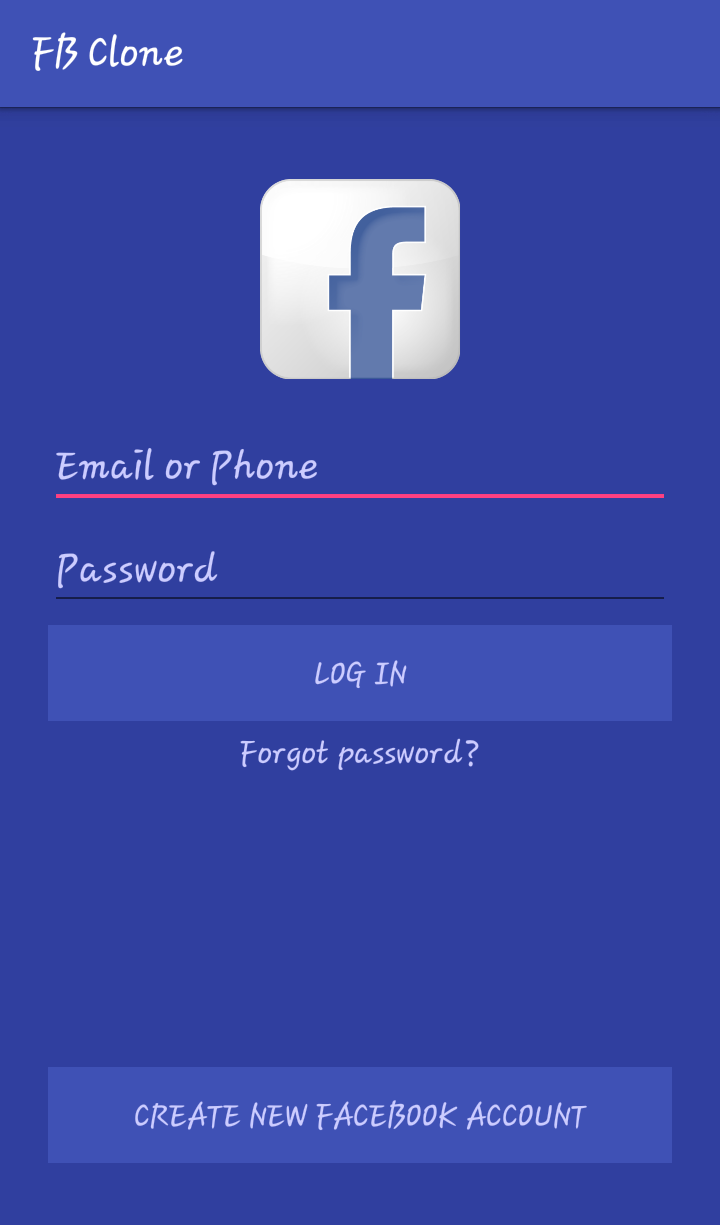 FB Clone
f
Email or Phone
Password
LOG IN
Forgot password?
CREATE NEW FACEBOOK ACCOUNT